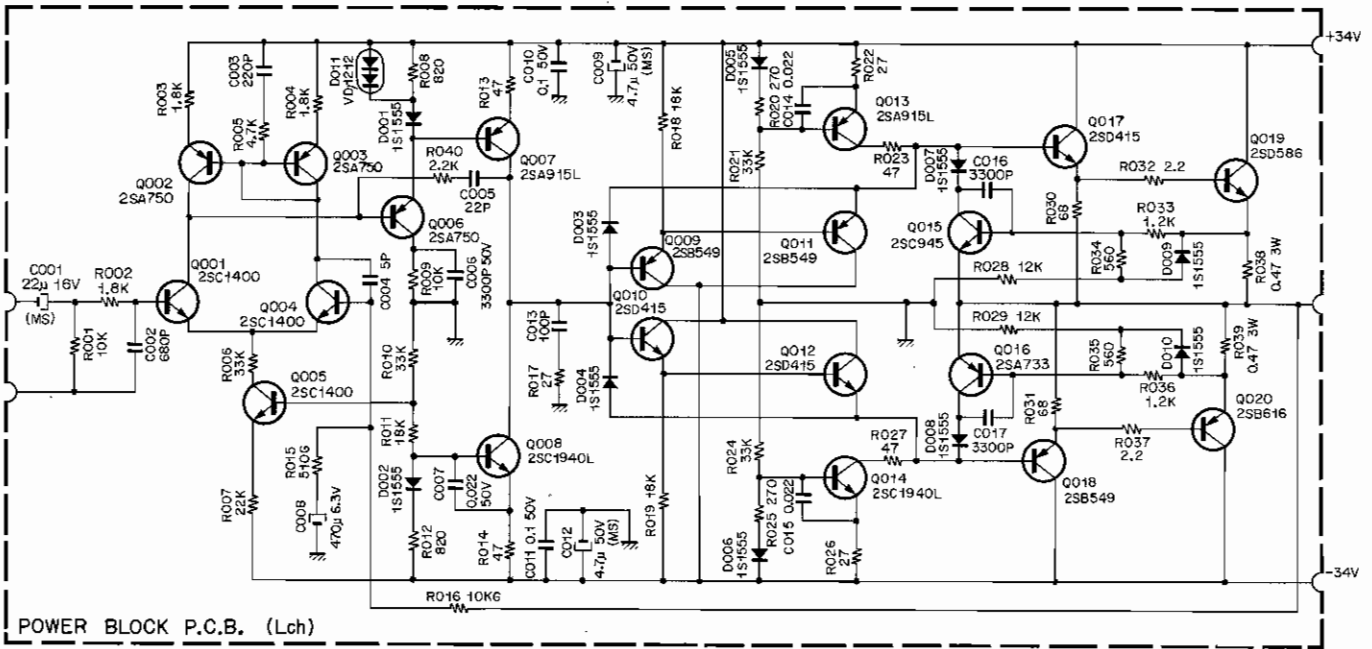 +34V
C003
220P
R003
1.8K
R004
1.8K
R005
4.7K
D011
VD1212
R008
820
D001
1S1555
R013
47
C010
0.1 50V
C009
4.7μ 50V
(MS)
R018 18K
D005
1S1555
R020 270
C014 0.022
R022
27
Q013
2SA915L
Q017
2SD415
Q019
2SD586
Q002
2SA750
Q003
2SA750
R040
2.2K
C005
22P
Q007
2SA915L
R021
33K
R023
47
D007
1S1555
C016
3300P
R032 2.2
R030
68
Q006
2SA750
D003
1S1555
Q009
2SB549
Q011
2SB549
Q015
2SC945
R033
1.2K
R034
560
D009
1S1555
R038
0.47 3W
C001
22μ 16V
(MS)
R002
1.8K
Q001
2SC1400
Q004
2SC1400
C004 5P
R009
10K
C006
3300P 50V
R028 12K
Q010
2SD415
R001
10K
C002
680P
R006
33K
R010
33K
C013
100P
R017
27
D004
1S1555
Q012
2SD415
R029 12K
Q016
2SA733
R035
560
D010
1S1555
R036
1.2K
R039
0.47 3W
Q005
2SC1400
R031
68
Q020
2SB616
R011
18K
Q008
2SC1940L
R024
33K
R027
47
D008
1S1555
C017
3300P
R037
2.2
R015
510G
D002
1S1555
C007
0.022
50V
Q014
2SC1940L
Q018
2SB549
R007
22K
C008
470μ 6.3V
R012
820
R014
47
C011 0.1 50V
C012
4.7μ 50V
(MS)
R019 18K
D006
1S1555
R025 270
C015 0.022
R026
27
-34V
R016 10KG
POWER BLOCK P.C.B. (Lch)